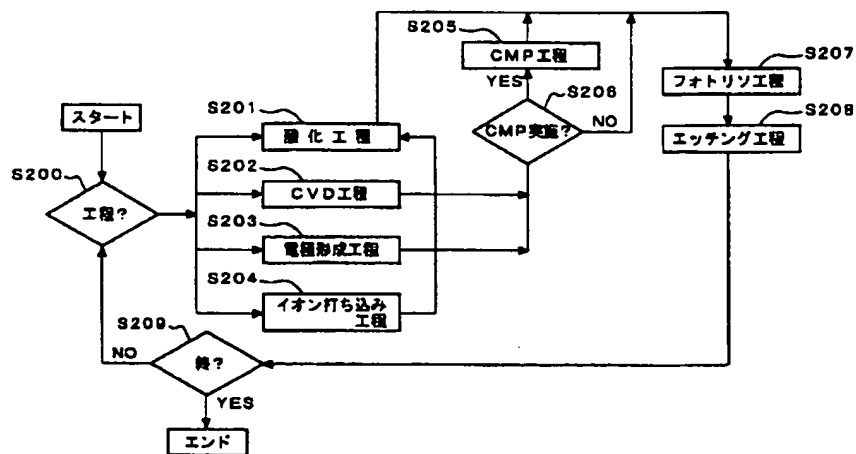 S205
CMP工程
YES
S206
CMP実施?
NO
S207
フォトリソ工程
S208
エッチング工程
スタート
S200
工程?
S201
酸化工程
S202
CVD工程
S203
電極形成工程
S204
イオン打ち込み
工程
S209
終?
NO
YES
エンド